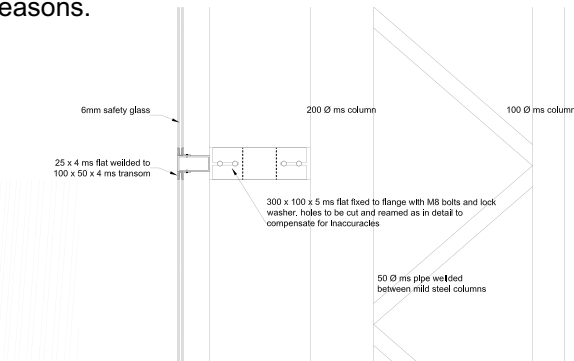 easons.
6mm safety glass
200 Ø ms column
100 Ø ms column
25 x 4 ms flat weilded to
100 x 50 x 4 ms transom
300 x 100 x 5 ms flat fixed to flange with M8 bolts and lock
washer, holes to be cut and reamed as in detail to
compensate for inaccuracles
50 Ø ms pipe welded
between mild steel columns